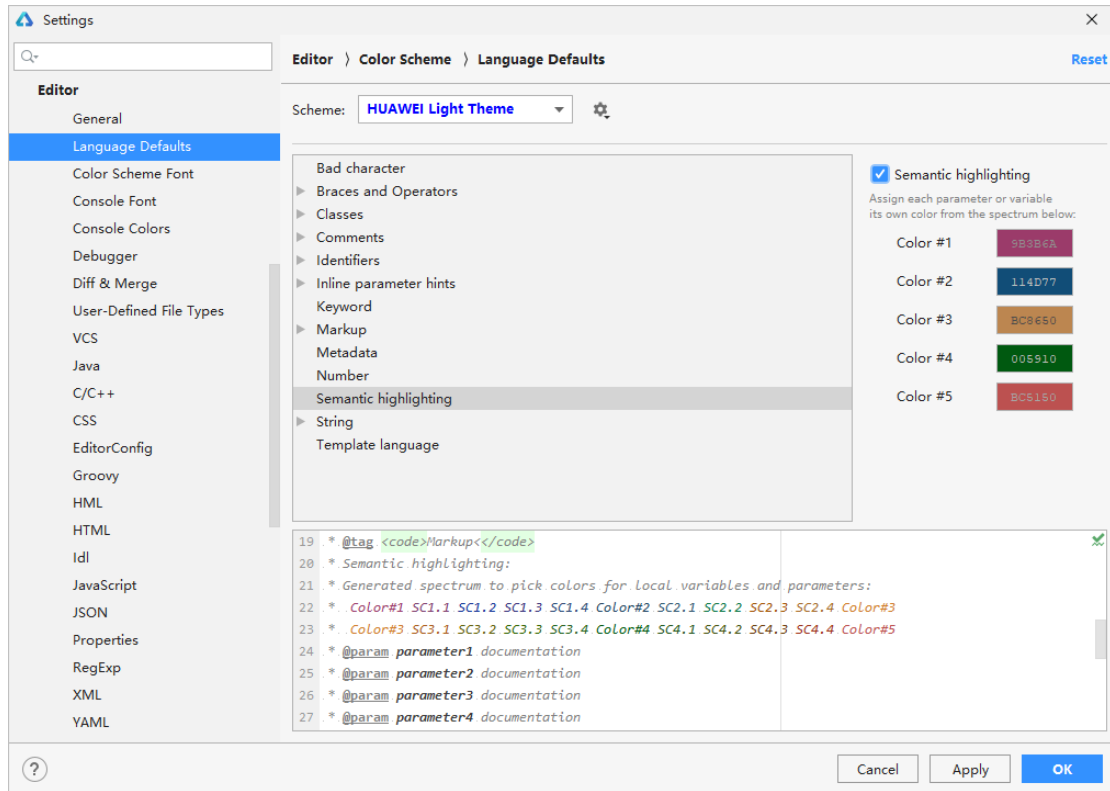 Settings
Editor 〉 Color Scheme 〉 Language Defaults
Reset
Editor
General
Language Defaults
Color Scheme Font
Console Font
Console Colors
Debugger
Diff & Merge
User-Defined File Types
VCS
Java
C/C++
CSS
EditorConfig
Groovy
HML
HTML
Idl
JavaScript
JSON
Properties
RegExp
XML
YAML
Scheme: HUAWEI Light Theme
Bad character
Braces and Operators
Classes
Comments
Identifiers
Inline parameter hints
Keyword
Markup
Metadata
Number
Semantic highlighting
String
Template language
Semantic highlighting
Assign each parameter or variable
its own color from the spectrum below:
Color #1 9B3B6A
Color #2 114D77
Color #3 BC8650
Color #4 005910
Color #5 BC5150
19 * @tag <code>Markup<</code>
20 * Semantic highlighting:
21 * Generated spectrum to pick colors for local variables and parameters:
22 *  Color#1 SC1.1 SC1.2 SC1.3 SC1.4 Color#2 SC2.1 SC2.2 SC2.3 SC2.4 Color#3
23 *  Color#3 SC3.1 SC3.2 SC3.3 SC3.4 Color#4 SC4.1 SC4.2 SC4.3 SC4.4 Color#5
24 * @param parameter1 documentation
25 * @param parameter2 documentation
26 * @param parameter3 documentation
27 * @param parameter4 documentation
?
Cancel
Apply
OK